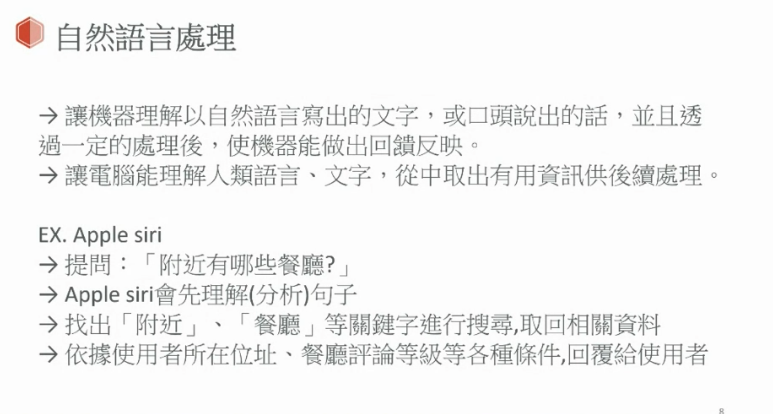 自然語言處理
→ 讓機器理解以自然語言寫出的文字，或口頭說出的話，並且透
過一定的處理後，使機器能做出回饋反映。
→ 讓電腦能理解人類語言、文字，從中取出有用資訊供後續處理。
EX. Apple siri
→ 提問：「附近有哪些餐廳?」
→ Apple siri會先理解(分析)句子
→ 找出「附近」、「餐廳」等關鍵字進行搜尋,取回相關資料
→ 依據使用者所在位址、餐廳評論等級等各種條件,回覆給使用者
8